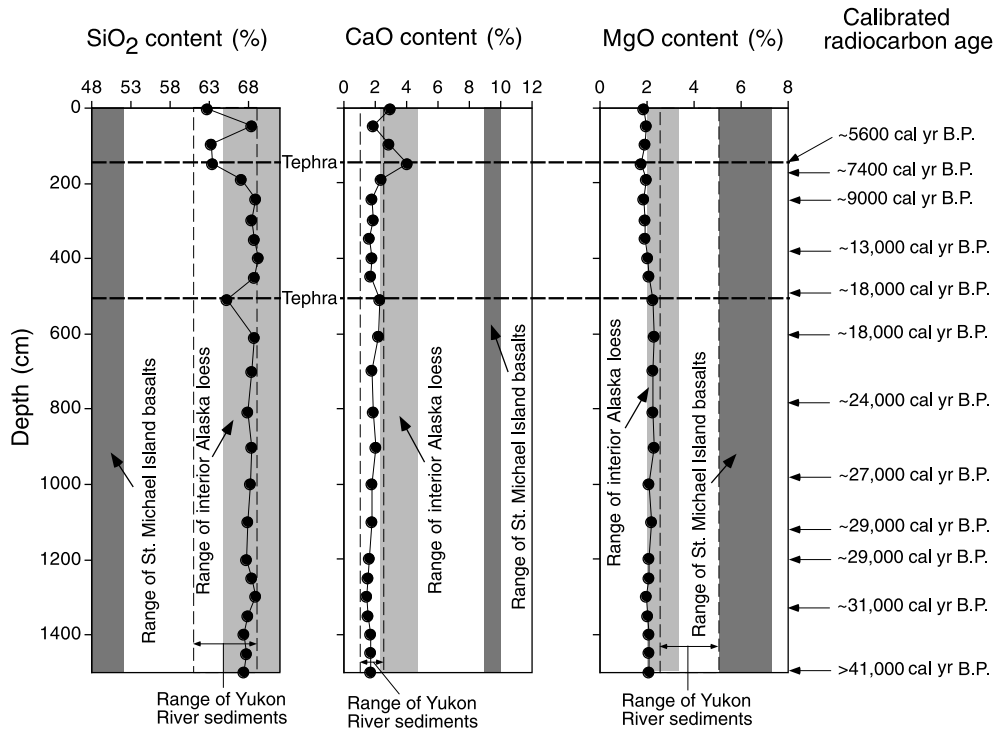 SiO2 content (%)
CaO content (%)
MgO content (%)
Calibrated
radiocarbon age
48 53 58 63 68
0 2 4 6 8 10 12
0 2 4 6 8
Depth (cm)
0
200
400
600
800
1000
1200
1400
Tephra
Tephra
Range of St. Michael Island basalts
Range of interior Alaska loess
Range of Yukon
River sediments
Range of interior Alaska loess
Range of St. Michael Island basalts
Range of Yukon
River sediments
Range of interior Alaska loess
Range of St. Michael Island basalts
Range of Yukon
River sediments
~5600 cal yr B.P.
~7400 cal yr B.P.
~9000 cal yr B.P.
~13,000 cal yr B.P.
~18,000 cal yr B.P.
~18,000 cal yr B.P.
~24,000 cal yr B.P.
~27,000 cal yr B.P.
~29,000 cal yr B.P.
~29,000 cal yr B.P.
~31,000 cal yr B.P.
>41,000 cal yr B.P.